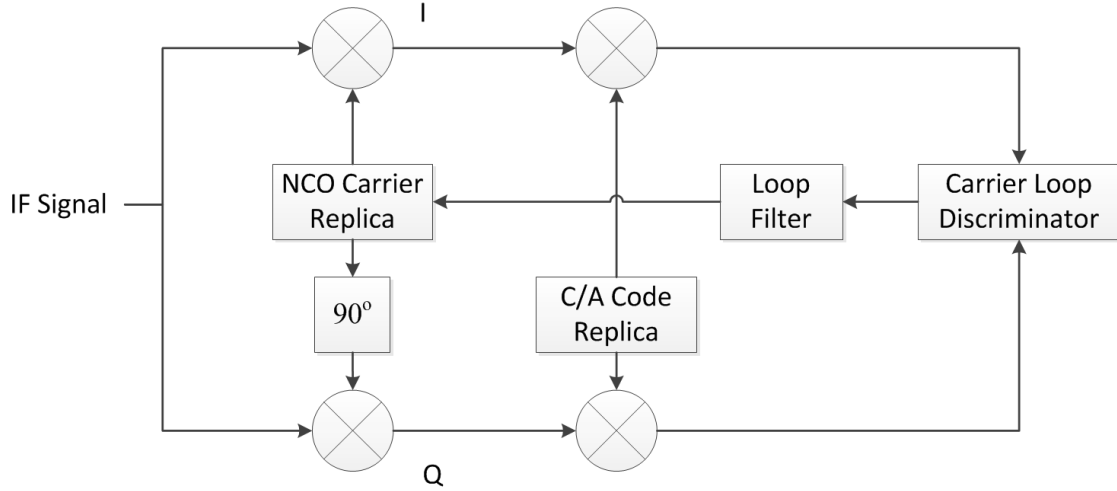 I
NCO Carrier
Replica
Loop
Filter
Carrier Loop
Discriminator
IF Signal
90°
C/A Code
Replica
Q